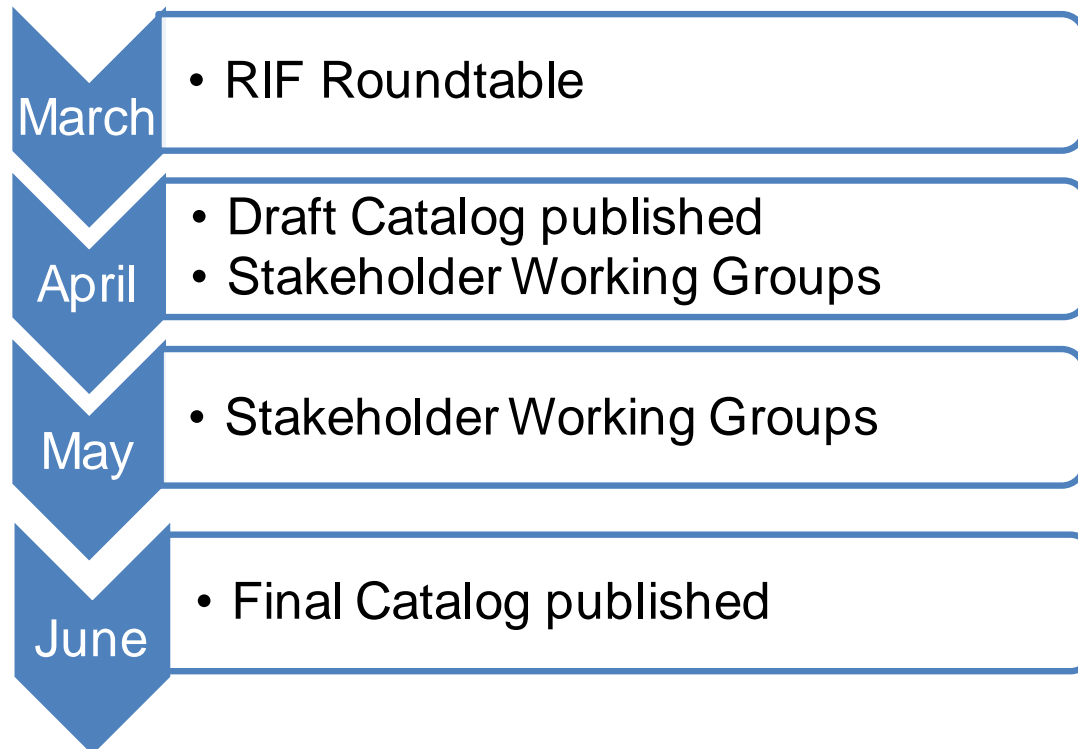 March
• RIF Roundtable
April
• Draft Catalog published
• Stakeholder Working Groups
May
• Stakeholder Working Groups
June
• Final Catalog published